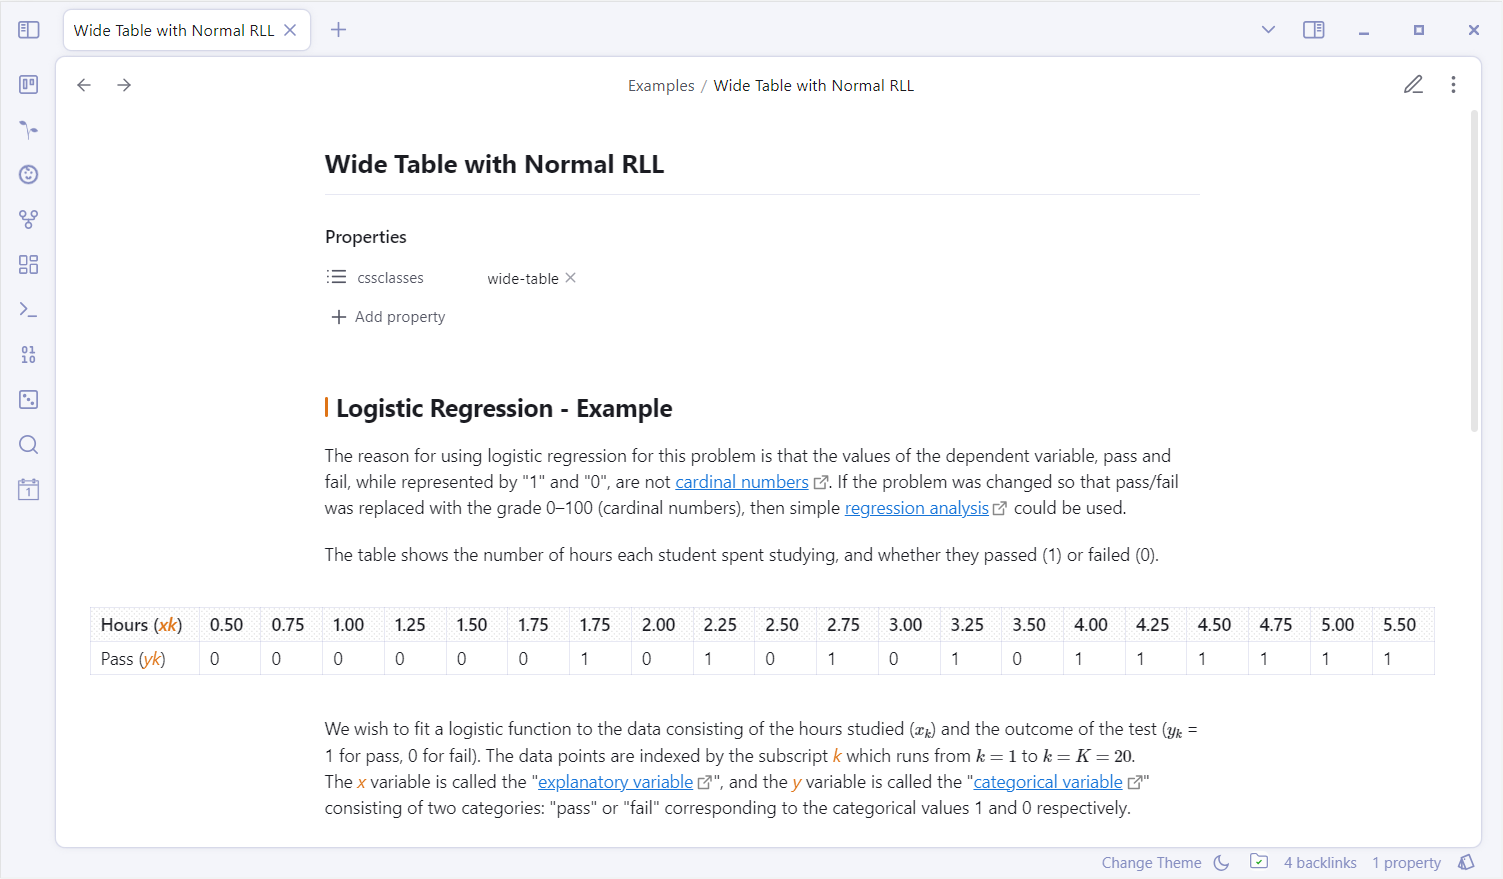 Wide Table with Normal RLL
Examples / Wide Table with Normal RLL
Wide Table with Normal RLL
Properties
cssclasses wide-table
Add property
Logistic Regression - Example
The reason for using logistic regression for this problem is that the values of the dependent variable, pass and
fail, while represented by "1" and "0", are not cardinal numbers. If the problem was changed so that pass/fail
was replaced with the grade 0–100 (cardinal numbers), then simple regression analysis could be used.
The table shows the number of hours each student spent studying, and whether they passed (1) or failed (0).
Hours (xk) 0.50 0.75 1.00 1.25 1.50 1.75 1.75 2.00 2.25 2.50 2.75 3.00 3.25 3.50 4.00 4.25 4.50 4.75 5.00 5.50
Pass (yk) 0 0 0 0 0 0 1 0 1 0 1 0 1 0 1 1 1 1 1 1
We wish to fit a logistic function to the data consisting of the hours studied (xk) and the outcome of the test (yk =
1 for pass, 0 for fail). The data points are indexed by the subscript k which runs from k = 1 to k = K = 20.
The x variable is called the "explanatory variable", and the y variable is called the "categorical variable"
consisting of two categories: "pass" or "fail" corresponding to the categorical values 1 and 0 respectively.
01
10
1
Change Theme 4 backlinks 1 property